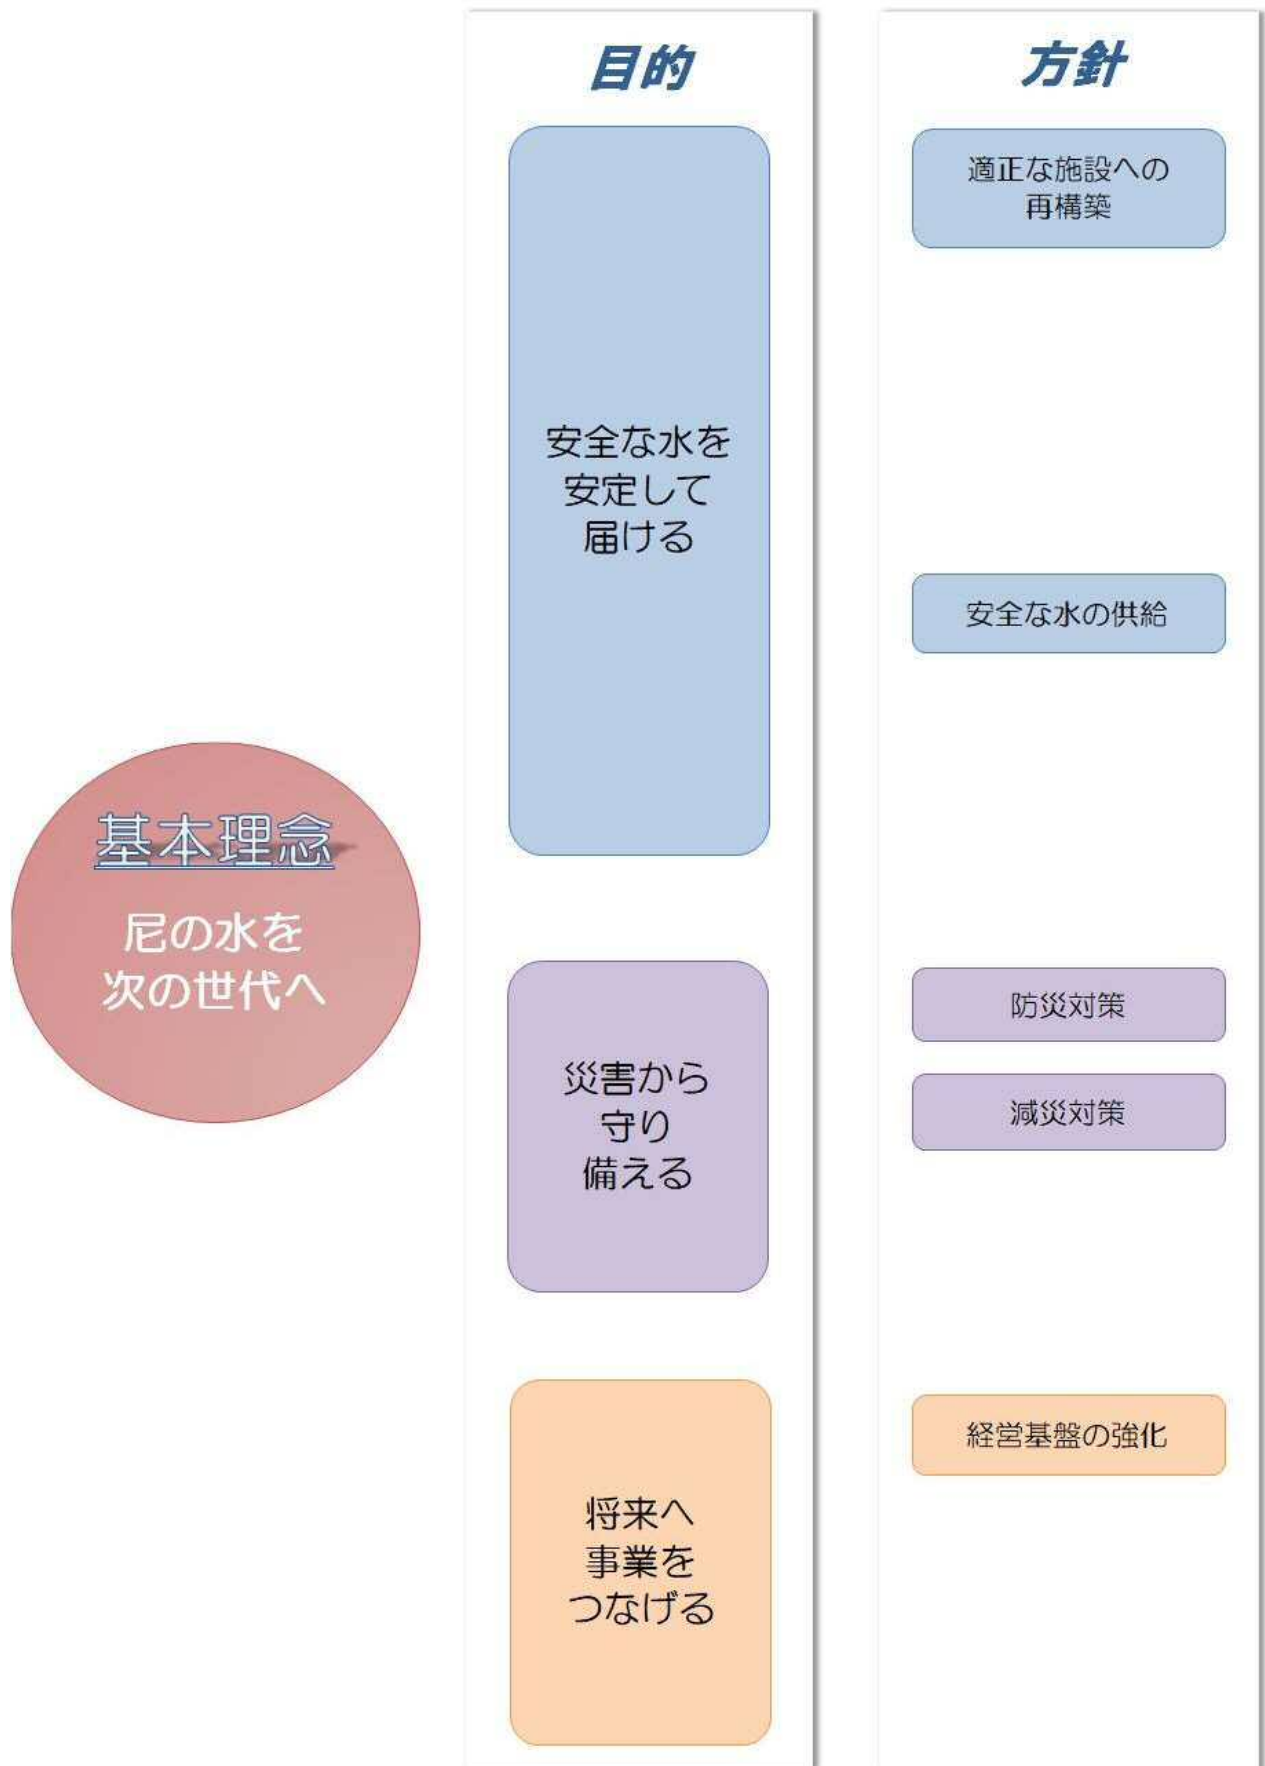 目的
安全な水を
安定して
届ける
災害から
守り
備える
将来へ
事業を
つなげる
方針
適正な施設への
再構築
安全な水の供給
防災対策
減災対策
経営基盤の強化
基本理念
尼の水を
次の世代へ